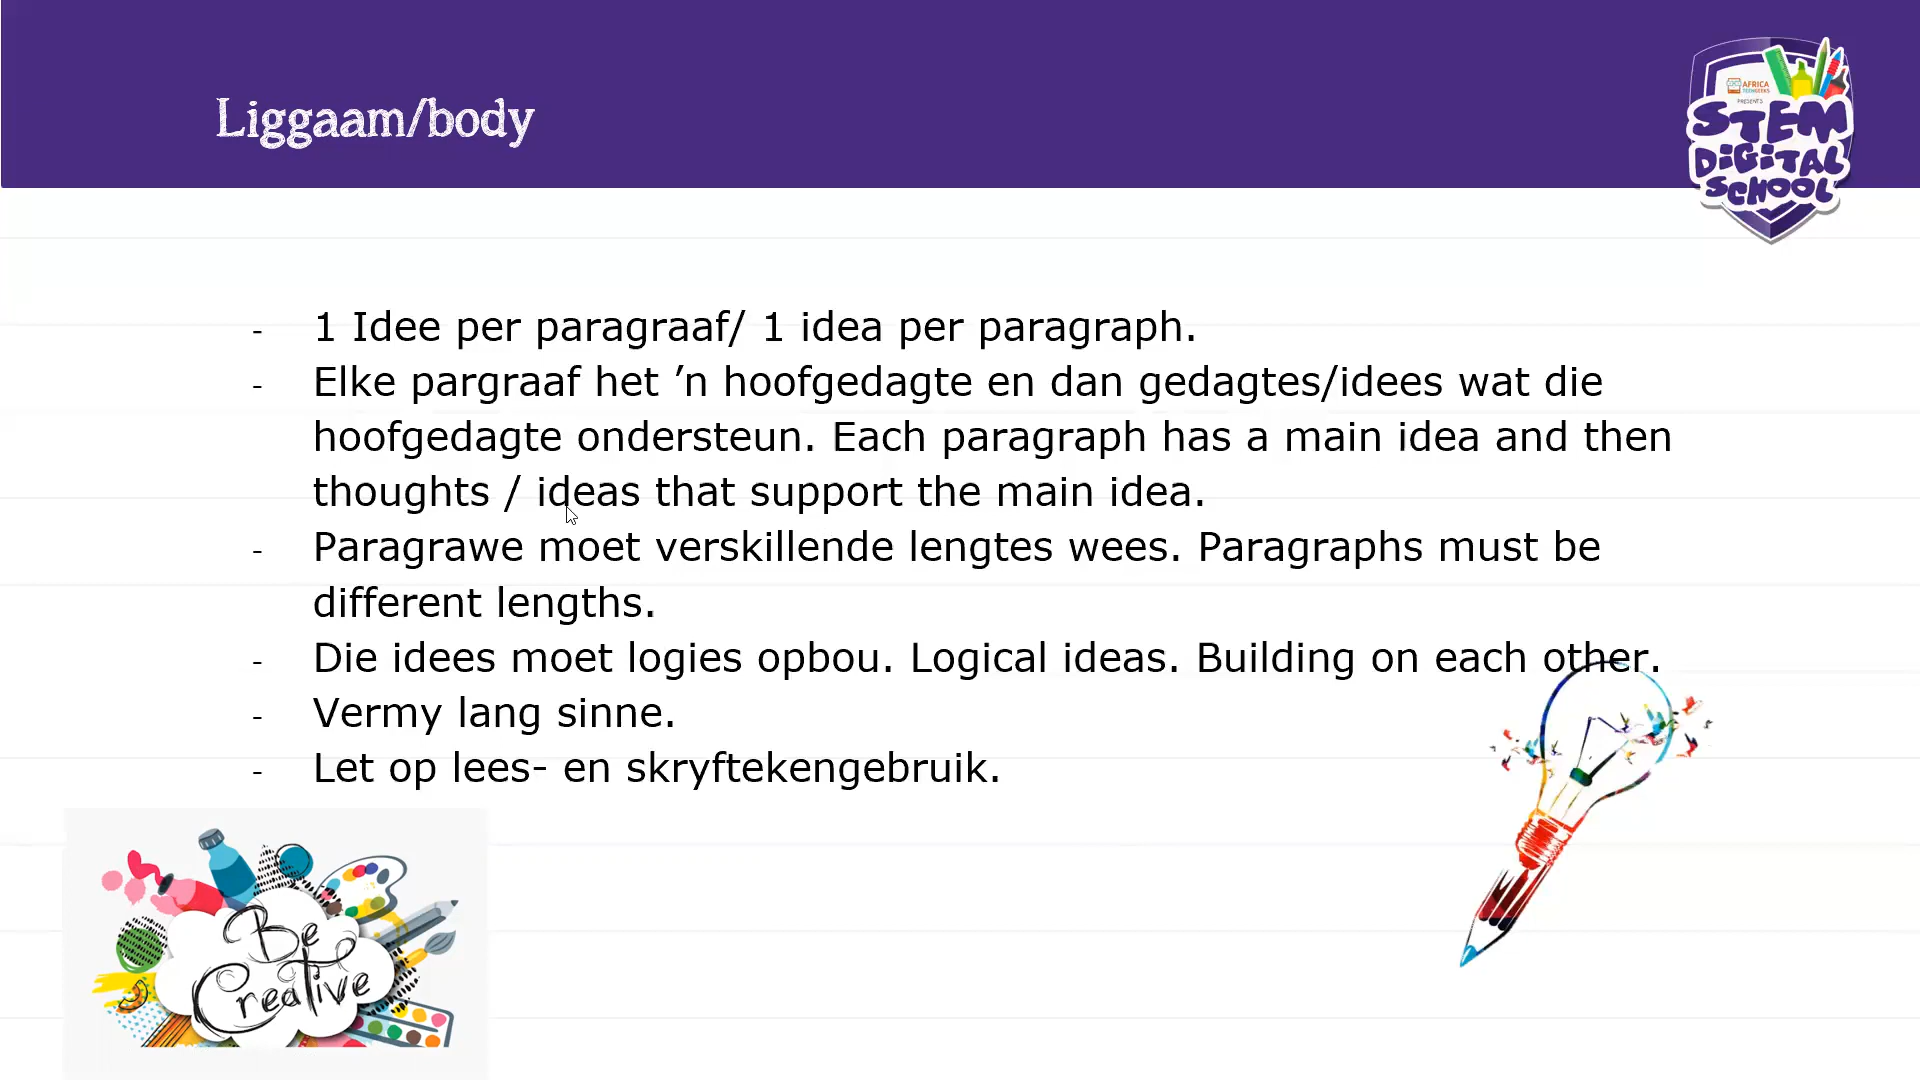 Liggaam/body
AFRICA
TEENGEEKS
PRESENTS
STEM
DIGITAL
SCHOOL
- 1 Idee per paragraaf/ 1 idea per paragraph.
- Elke pargraaf het ’n hoofgedagte en dan gedagtes/idees wat die
hoofgedagte ondersteun. Each paragraph has a main idea and then
thoughts / ideas that support the main idea.
- Paragrawe moet verskillende lengtes wees. Paragraphs must be
different lengths.
- Die idees moet logies opbou. Logical ideas. Building on each other.
- Vermy lang sinne.
- Let op lees- en skryftekengebruik.
Be
Creative